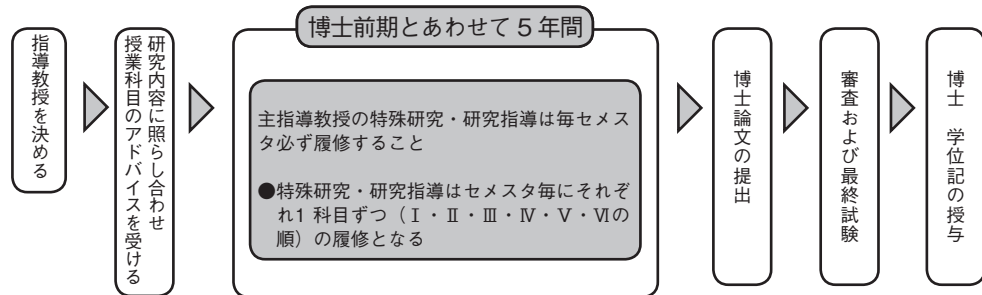 指導教授を決める
研究内容に照らし合わせ
授業科目のアドバイスを受ける
博士前期とあわせて５年間
主指導教授の特殊研究・研究指導は毎セメス
タ必ず履修すること
●特殊研究・研究指導はセメスタ毎にそれぞ
れ1 科目ずつ（Ⅰ・Ⅱ・Ⅲ・Ⅳ・Ⅴ・Ⅵの
順）の履修となる
博士論文の提出
審査および最終試験
博士　学位記の授与